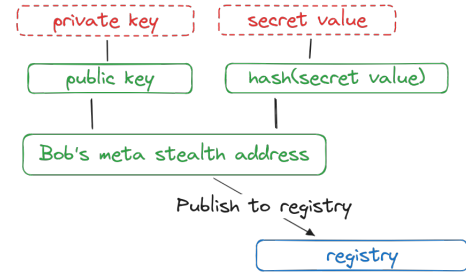 private key
secret value
public key
hash(secret value)
Bob's meta stealth address
Publish to registry
registry